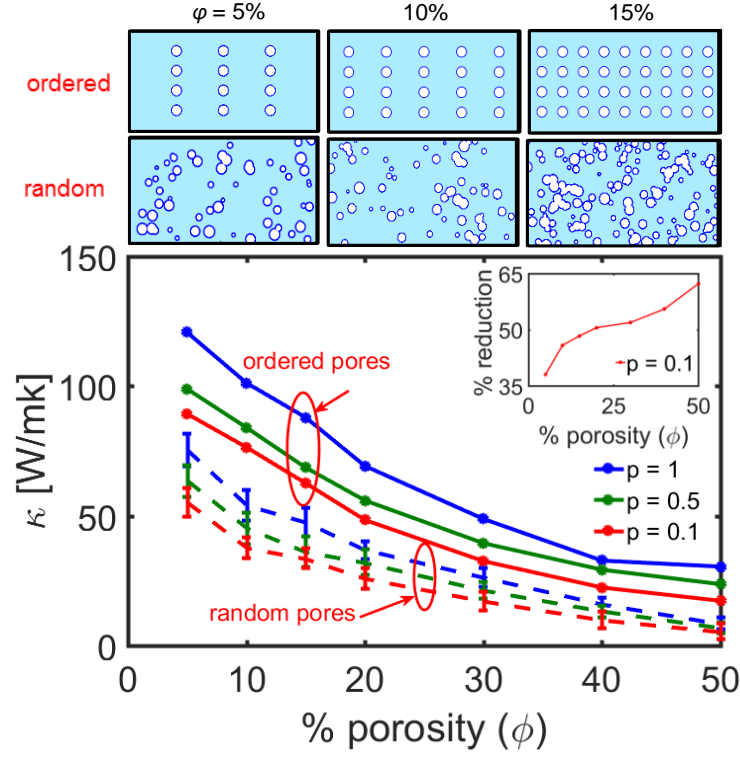 φ = 5% 10% 15%
ordered
random
150
100
50
0
κ [W/mk]
0 10 20 30 40 50
% porosity (ϕ)
ordered pores
random pores
65
50
35
% reduction
p = 0.1
0 25 50
% porosity (ϕ)
p = 1
p = 0.5
p = 0.1